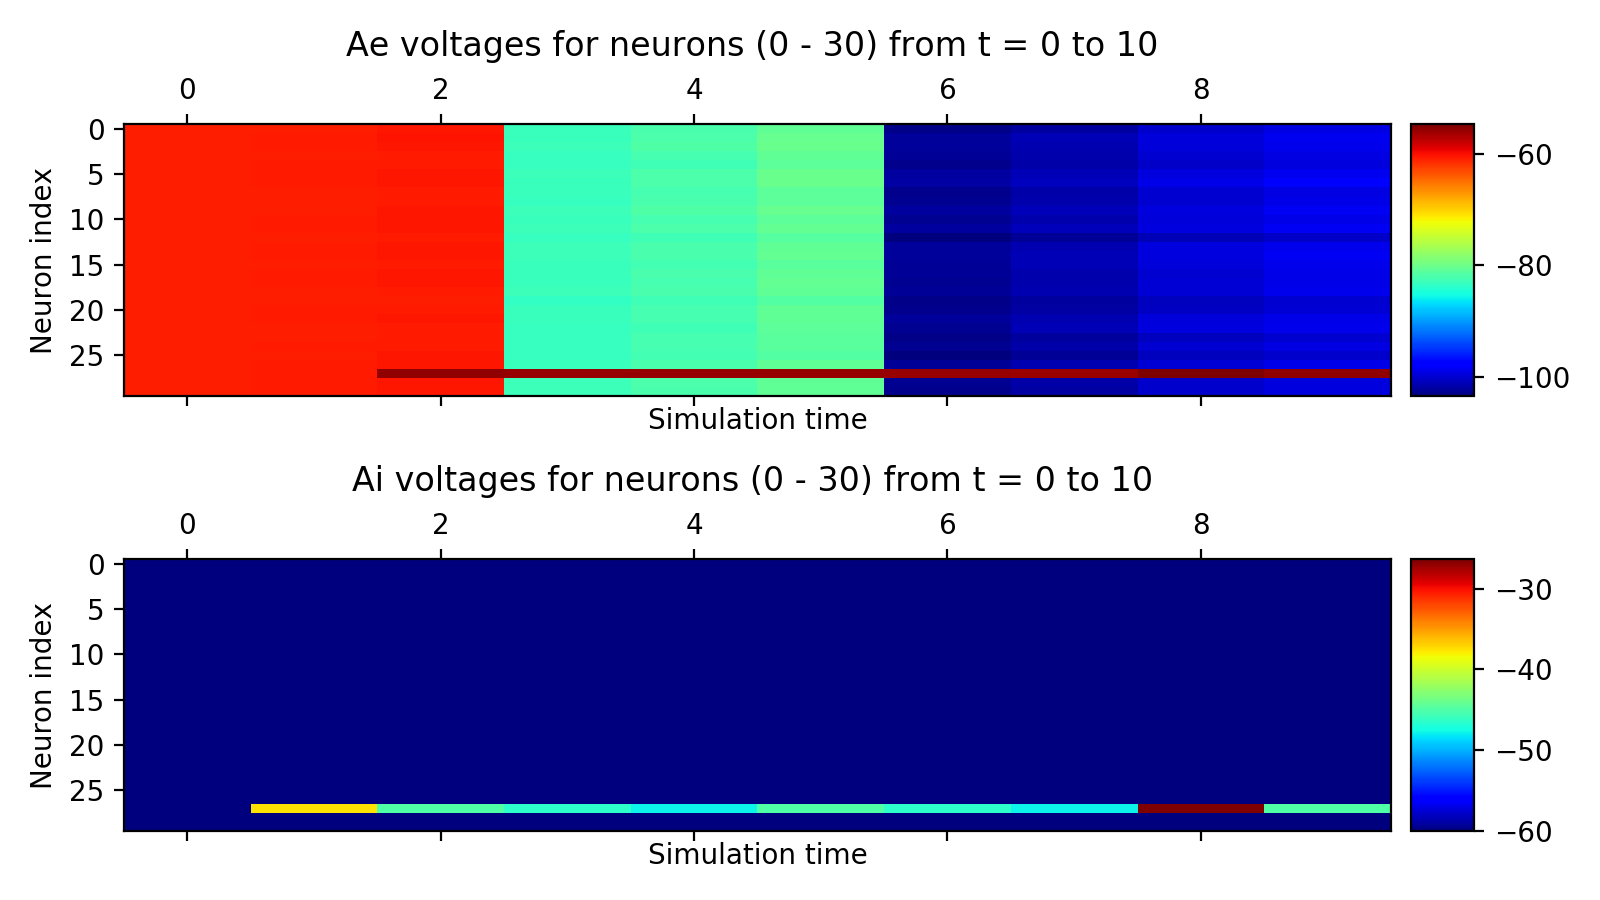 Ae voltages for neurons (0 - 30) from t = 0 to 10
0 2 4 6 8
0
5
10
15
20
25
Neuron index
−60
−80
−100
Simulation time
Ai voltages for neurons (0 - 30) from t = 0 to 10
0 2 4 6 8
0
5
10
15
20
25
Neuron index
−30
−40
−50
−60
Simulation time